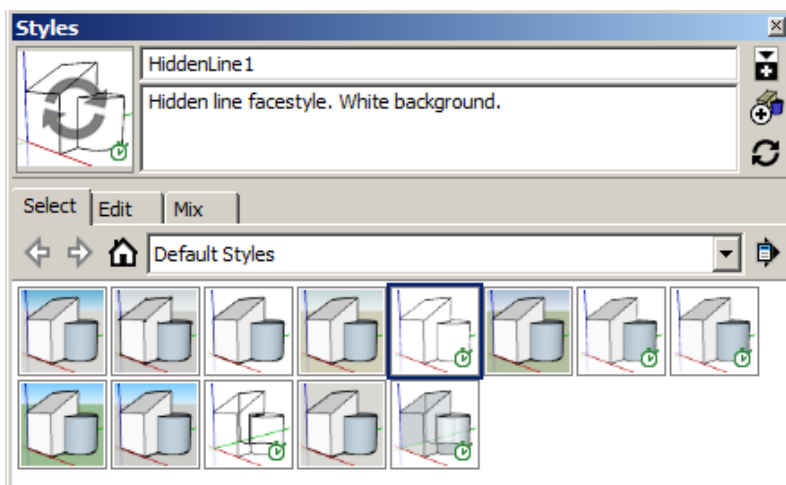 Styles
HiddenLine1
Hidden line facestyle. White background.
Select Edit Mix
Default Styles